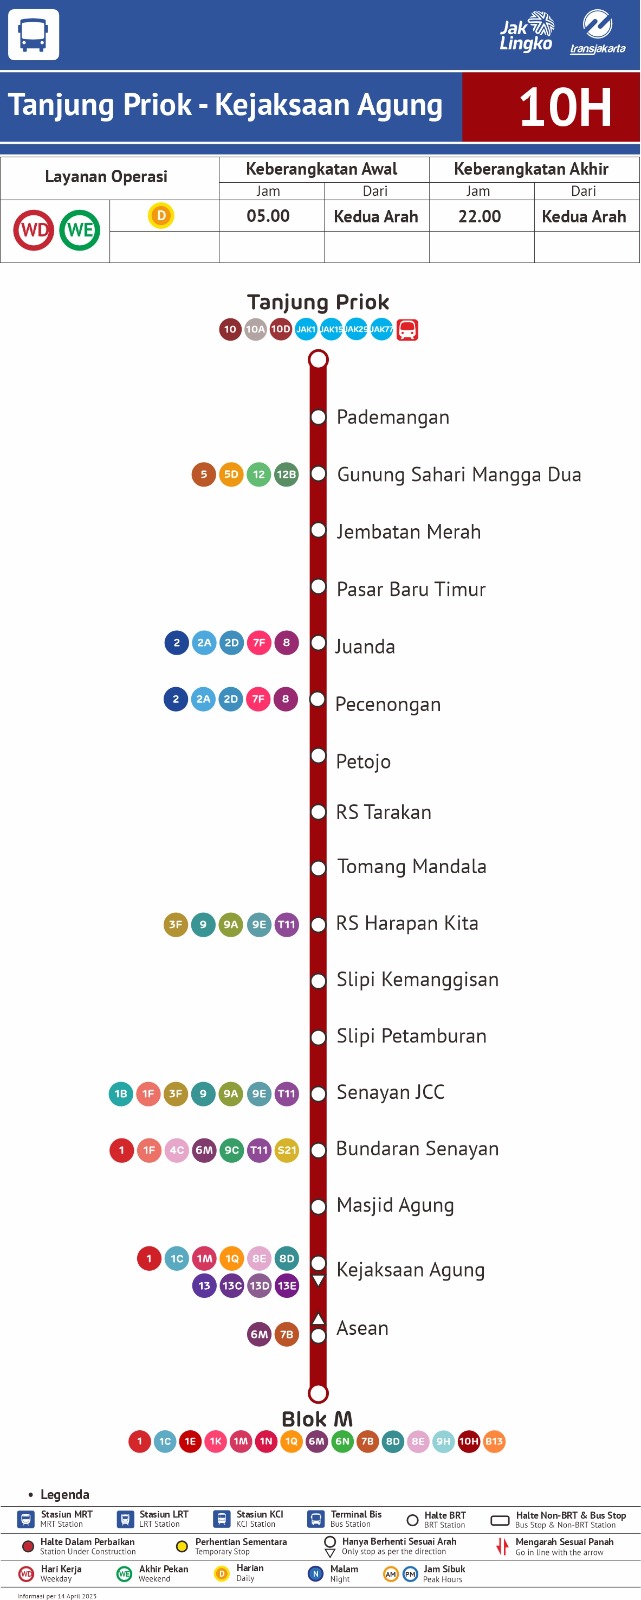 Jak
Lingko
transjakarta
Tanjung Priok - Kejaksaan Agung
10H
Layanan Operasi
Keberangkatan Awal
Keberangkatan Akhir
Jam
Dari
Jam
Dari
WD WE
D
05.00
Kedua Arah
22.00
Kedua Arah
Tanjung Priok
10 10A 10D JAK1 JAK15 JAK29 JAK77
Pademangan
5 5D 12 12B
Gunung Sahari Mangga Dua
Jembatan Merah
Pasar Baru Timur
2 2A 2D 7F 8
Juanda
2 2A 2D 7F 8
Pecenongan
Petojo
RS Tarakan
Tomang Mandala
3F 9 9A 9E T11
RS Harapan Kita
Slipi Kemanggisan
Slipi Petamburan
1B 1F 3F 9 9A 9E T11
Senayan JCC
1 1F 4C 6M 9C T11 S21
Bundaran Senayan
Masjid Agung
1 1C 1M 1Q 8E 8D
13 13C 13D 13E
Kejaksaan Agung
6M 7B
Asean
Blok M
1 1C 1E 1K 1M 1N 1Q 6M 6N 7B 8D 8E 9H 10H B13
• Legenda
Stasiun MRT
MRT Station
Stasiun LRT
LRT Station
Stasiun KCI
KCI Station
Terminal Bis
Bus Station
Halte BRT
BRT Station
Halte Non-BRT & Bus Stop
Bus Stop & Non-BRT Station
Halte Dalam Perbaikan
Station Under Construction
Perhentian Sementara
Temporary Stop
Hanya Berhenti Sesuai Arah
Only stop as per the direction
Mengarah Sesuai Panah
Go in line with the arrow
WD Hari Kerja
Weekday
WE Akhir Pekan
Weekend
D Harian
Daily
N Malam
Night
AM PM Jam Sibuk
Peak Hours
Informasi per 14 April 2023